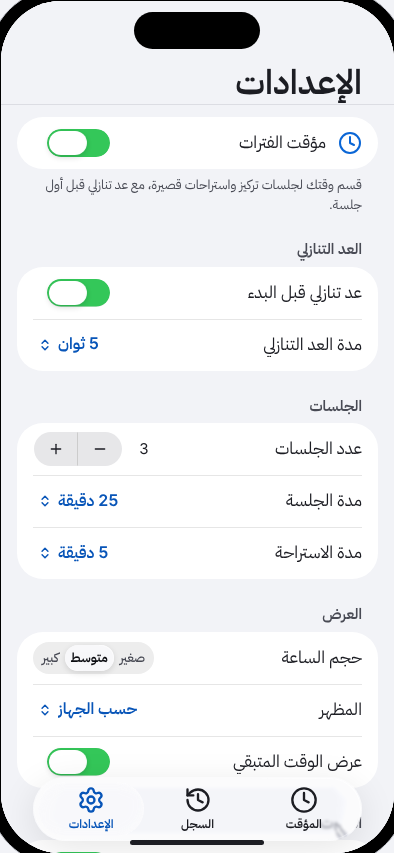 الإعدادات
مؤقت الفترات
قسم وقتك لجلسات تركيز واستراحات قصيرة، مع عد تنازلي قبل أول
جلسة.
العد التنازلي
عد تنازلي قبل البدء
مدة العد التنازلي 5 ثوان
الجلسات
عدد الجلسات 3 − +
مدة الجلسة 25 دقيقة
مدة الاستراحة 5 دقيقة
العرض
حجم الساعة صغير متوسط كبير
المظهر حسب الجهاز
عرض الوقت المتبقي
المؤقت السجل الإعدادات